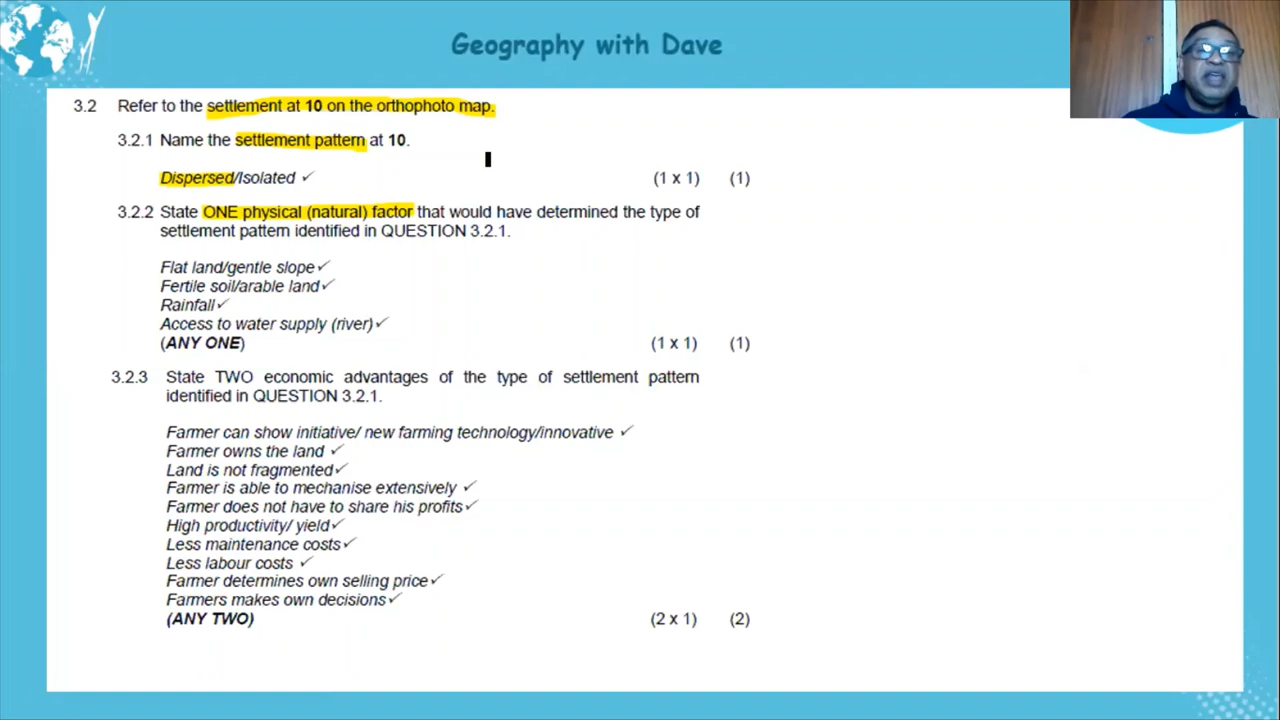 Geography with Dave
3.2 Refer to the settlement at 10 on the orthophoto map.
3.2.1 Name the settlement pattern at 10.
Dispersed/Isolated ✓ (1 x 1) (1)
3.2.2 State ONE physical (natural) factor that would have determined the type of
settlement pattern identified in QUESTION 3.2.1.
Flat land/gentle slope✓
Fertile soil/arable land✓
Rainfall✓
Access to water supply (river)✓
(ANY ONE) (1 x 1) (1)
3.2.3 State TWO economic advantages of the type of settlement pattern
identified in QUESTION 3.2.1.
Farmer can show initiative/ new farming technology/innovative ✓
Farmer owns the land ✓
Land is not fragmented✓
Farmer is able to mechanise extensively ✓
Farmer does not have to share his profits✓
High productivity/ yield✓
Less maintenance costs✓
Less labour costs ✓
Farmer determines own selling price✓
Farmers makes own decisions✓
(ANY TWO) (2 x 1) (2)